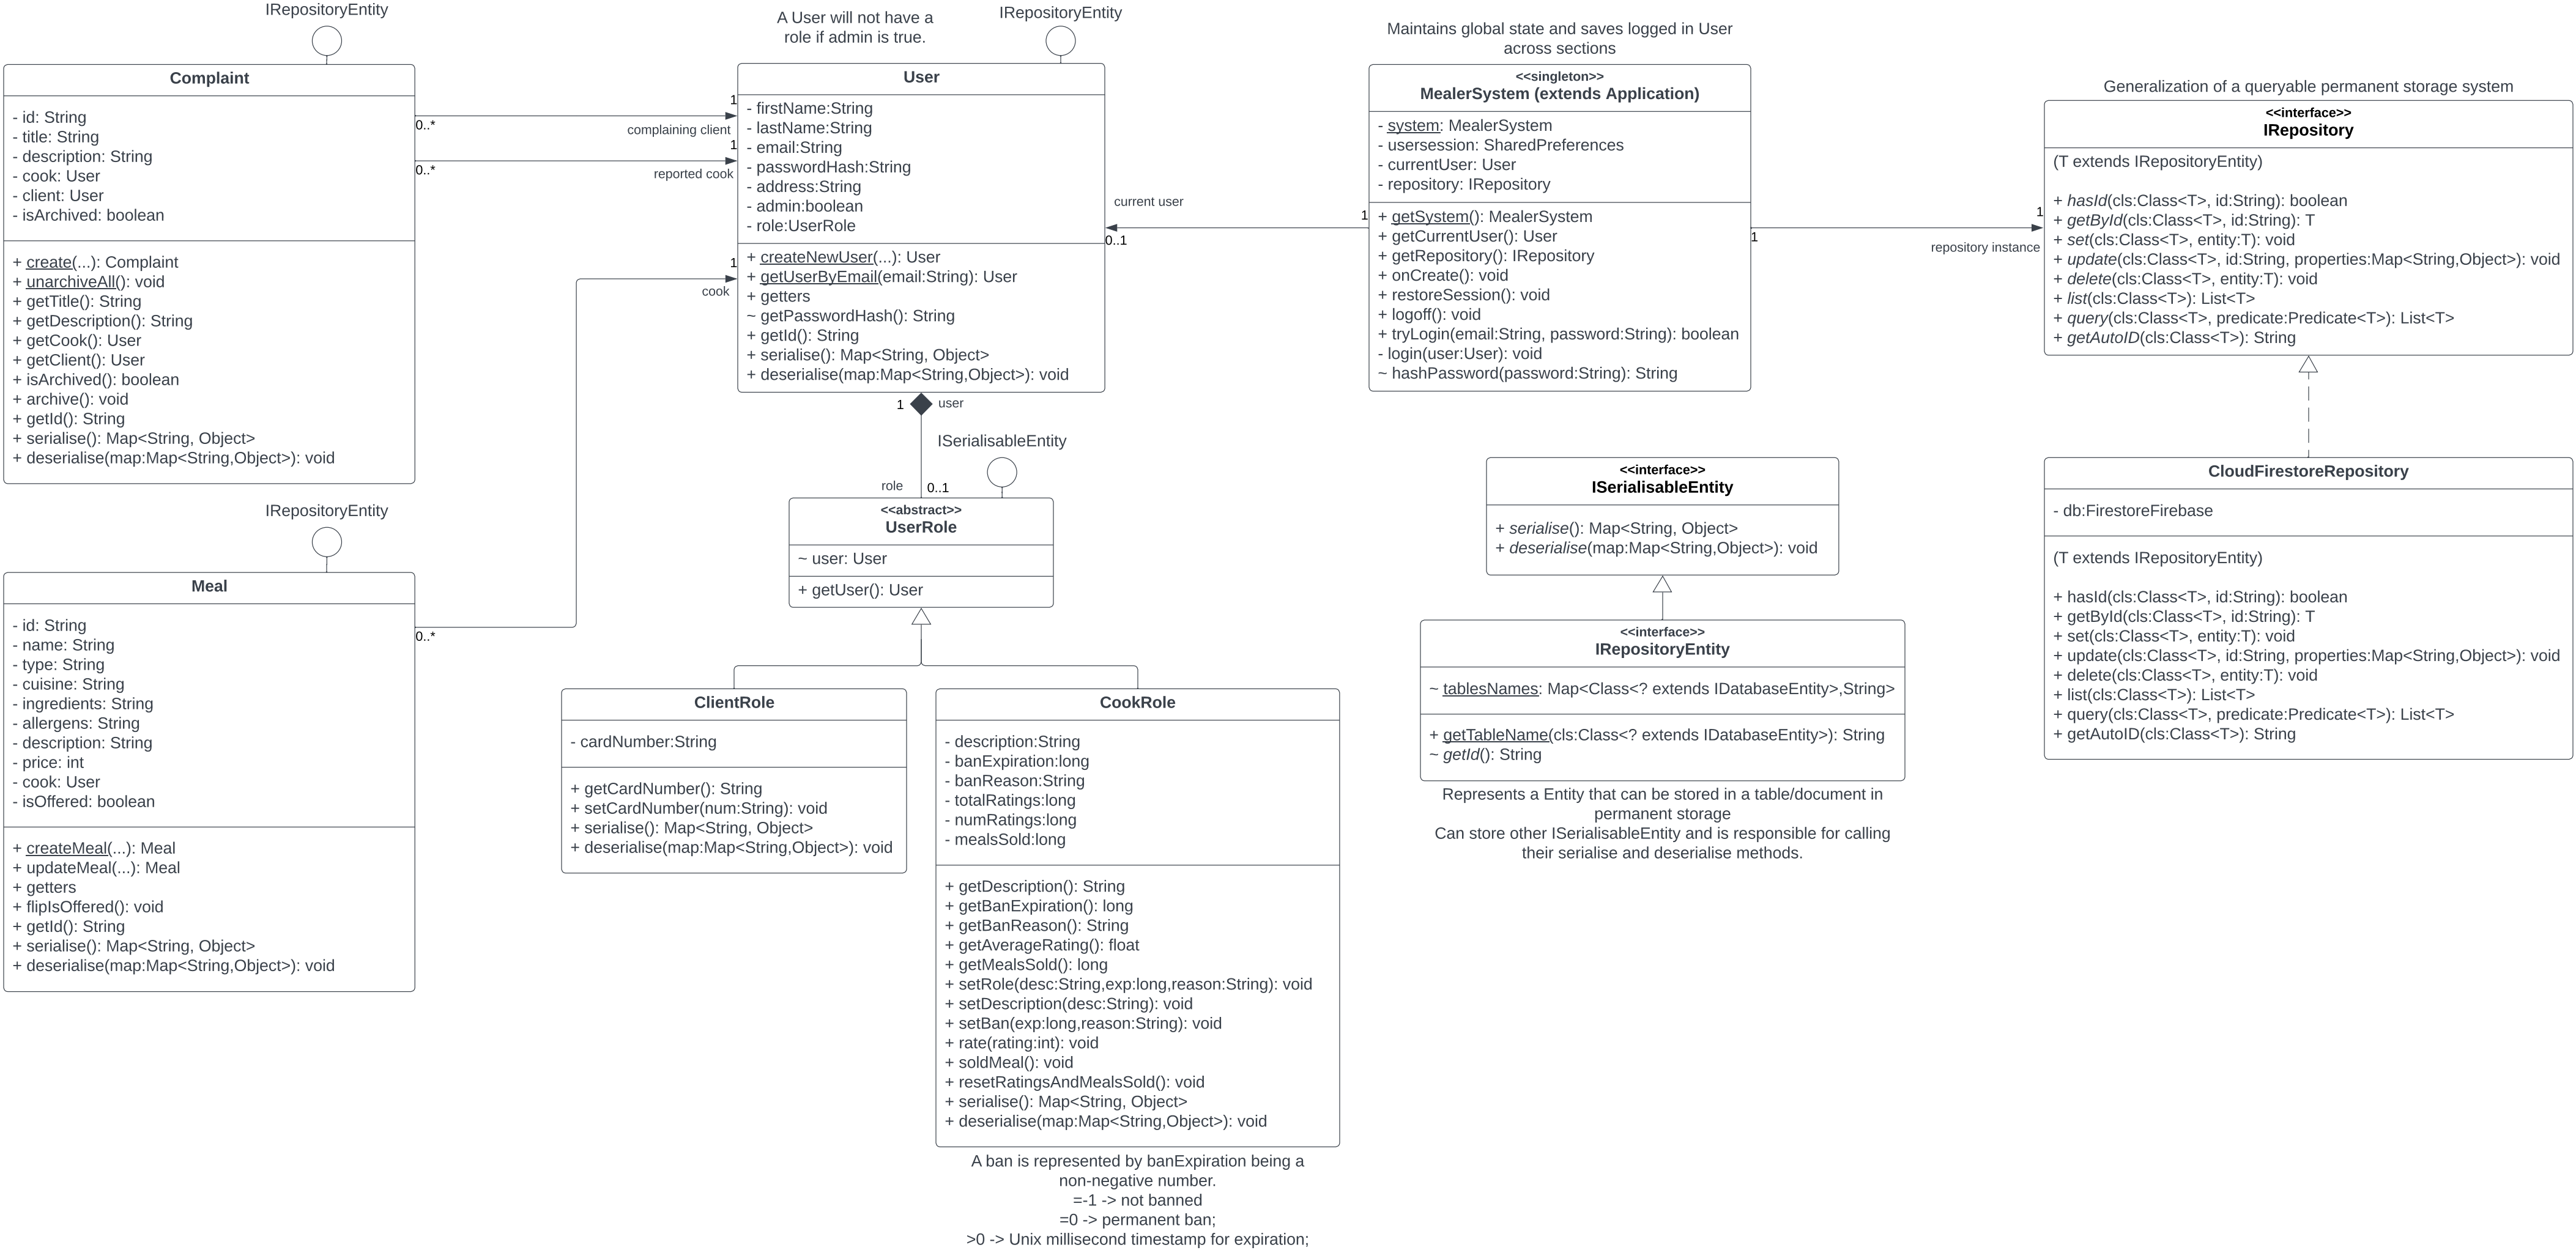 IRepositoryEntity
Complaint
- id: String
- title: String
- description: String
- cook: User
- client: User
- isArchived: boolean
+ create(...): Complaint
+ unarchiveAll(): void
+ getTitle(): String
+ getDescription(): String
+ getCook(): User
+ getClient(): User
+ isArchived(): boolean
+ archive(): void
+ getId(): String
+ serialise(): Map<String, Object>
+ deserialise(map:Map<String,Object>): void
0..*
1
complaining client
0..*
1
reported cook
IRepositoryEntity
Meal
- id: String
- name: String
- type: String
- cuisine: String
- ingredients: String
- allergens: String
- description: String
- price: int
- cook: User
- isOffered: boolean
+ createMeal(...): Meal
+ updateMeal(...): Meal
+ getters
+ flipIsOffered(): void
+ getId(): String
+ serialise(): Map<String, Object>
+ deserialise(map:Map<String,Object>): void
0..*
1
cook
A User will not have a
role if admin is true.
IRepositoryEntity
User
- firstName:String
- lastName:String
- email:String
- passwordHash:String
- address:String
- admin:boolean
- role:UserRole
+ createNewUser(...): User
+ getUserByEmail(email:String): User
+ getters
~ getPasswordHash(): String
+ getId(): String
+ serialise(): Map<String, Object>
+ deserialise(map:Map<String,Object>): void
1
user
role
0..1
ISerialisableEntity
<<abstract>>
UserRole
~ user: User
+ getUser(): User
ClientRole
- cardNumber:String
+ getCardNumber(): String
+ setCardNumber(num:String): void
+ serialise(): Map<String, Object>
+ deserialise(map:Map<String,Object>): void
CookRole
- description:String
- banExpiration:long
- banReason:String
- totalRatings:long
- numRatings:long
- mealsSold:long
+ getDescription(): String
+ getBanExpiration(): long
+ getBanReason(): String
+ getAverageRating(): float
+ getMealsSold(): long
+ setRole(desc:String,exp:long,reason:String): void
+ setDescription(desc:String): void
+ setBan(exp:long,reason:String): void
+ rate(rating:int): void
+ soldMeal(): void
+ resetRatingsAndMealsSold(): void
+ serialise(): Map<String, Object>
+ deserialise(map:Map<String,Object>): void
A ban is represented by banExpiration being a
non-negative number.
=-1 -> not banned
=0 -> permanent ban;
>0 -> Unix millisecond timestamp for expiration;
current user
0..1
1
Maintains global state and saves logged in User
across sections
<<singleton>>
MealerSystem (extends Application)
- system: MealerSystem
- usersession: SharedPreferences
- currentUser: User
- repository: IRepository
+ getSystem(): MealerSystem
+ getCurrentUser(): User
+ getRepository(): IRepository
+ onCreate(): void
+ restoreSession(): void
+ logoff(): void
+ tryLogin(email:String, password:String): boolean
- login(user:User): void
~ hashPassword(password:String): String
1
1
repository instance
<<interface>>
ISerialisableEntity
+ serialise(): Map<String, Object>
+ deserialise(map:Map<String,Object>): void
<<interface>>
IRepositoryEntity
~ tablesNames: Map<Class<? extends IDatabaseEntity>,String>
+ getTableName(cls:Class<? extends IDatabaseEntity>): String
~ getId(): String
Represents a Entity that can be stored in a table/document in
permanent storage
Can store other ISerialisableEntity and is responsible for calling
their serialise and deserialise methods.
Generalization of a queryable permanent storage system
<<interface>>
IRepository
(T extends IRepositoryEntity)
+ hasId(cls:Class<T>, id:String): boolean
+ getById(cls:Class<T>, id:String): T
+ set(cls:Class<T>, entity:T): void
+ update(cls:Class<T>, id:String, properties:Map<String,Object>): void
+ delete(cls:Class<T>, entity:T): void
+ list(cls:Class<T>): List<T>
+ query(cls:Class<T>, predicate:Predicate<T>): List<T>
+ getAutoID(cls:Class<T>): String
CloudFirestoreRepository
- db:FirestoreFirebase
(T extends IRepositoryEntity)
+ hasId(cls:Class<T>, id:String): boolean
+ getById(cls:Class<T>, id:String): T
+ set(cls:Class<T>, entity:T): void
+ update(cls:Class<T>, id:String, properties:Map<String,Object>): void
+ delete(cls:Class<T>, entity:T): void
+ list(cls:Class<T>): List<T>
+ query(cls:Class<T>, predicate:Predicate<T>): List<T>
+ getAutoID(cls:Class<T>): String